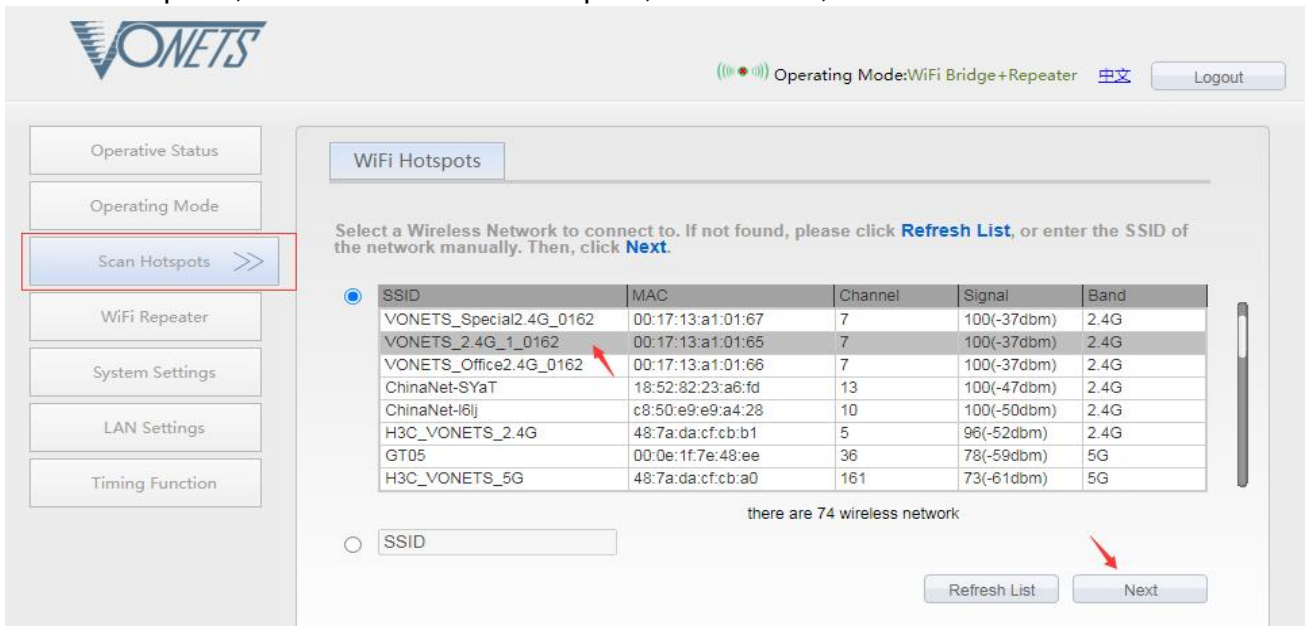 VONETS
Operating Mode:WiFi Bridge+Repeater 中文 Logout
Operative Status
Operating Mode
Scan Hotspots >>
WiFi Repeater
System Settings
LAN Settings
Timing Function
WiFi Hotspots
Select a Wireless Network to connect to. If not found, please click Refresh List, or enter the SSID of
the network manually. Then, click Next.
SSID MAC Channel Signal Band
VONETS_Special2.4G_0162 00:17:13:a1:01:67 7 100(-37dbm) 2.4G
VONETS_2.4G_1_0162 00:17:13:a1:01:65 7 100(-37dbm) 2.4G
VONETS_Office2.4G_0162 00:17:13:a1:01:66 7 100(-37dbm) 2.4G
ChinaNet-SYaT 18:52:82:23:a6:fd 13 100(-47dbm) 2.4G
ChinaNet-I6lj c8:50:e9:e9:a4:28 10 100(-50dbm) 2.4G
H3C_VONETS_2.4G 48:7a:da:cf:cb:b1 5 96(-52dbm) 2.4G
GT05 00:0e:1f:7e:48:ee 36 78(-59dbm) 5G
H3C_VONETS_5G 48:7a:da:cf:cb:a0 161 73(-61dbm) 5G
there are 74 wireless network
SSID
Refresh List Next